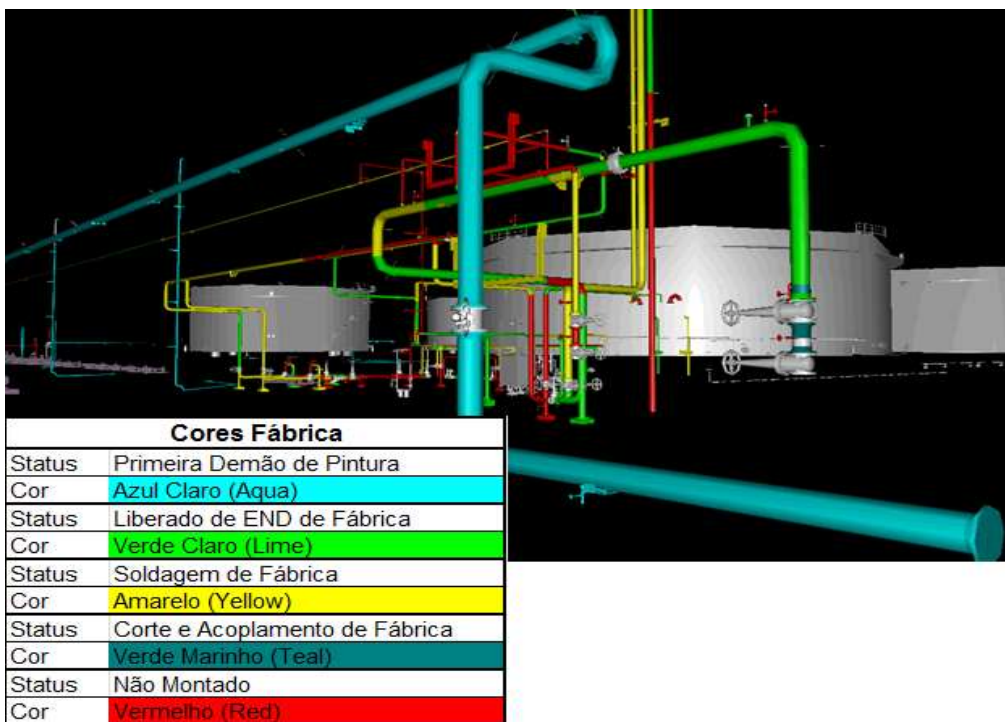 Cores Fábrica
Status Primeira Demão de Pintura
Cor Azul Claro (Aqua)
Status Liberado de END de Fábrica
Cor Verde Claro (Lime)
Status Soldagem de Fábrica
Cor Amarelo (Yellow)
Status Corte e Acoplamento de Fábrica
Cor Verde Marinho (Teal)
Status Não Montado
Cor Vermelho (Red)